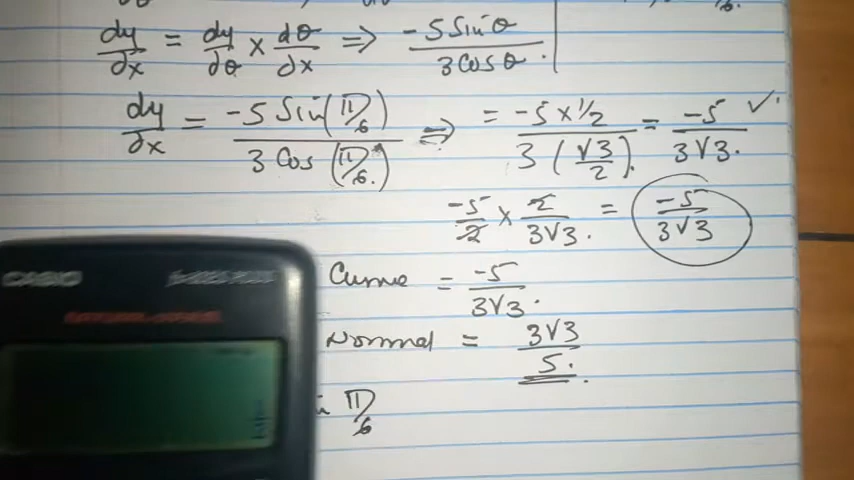 dy/dx = dy/dθ × dθ/dx ⇒ -5 Sin θ / 3 Cos θ.
dy/dx = -5 Sin(π/6) / 3 Cos(π/6.) ⇒ = -5 × 1/2 / 3(√3/2). = -5 / 3√3. ✓
-5/2 × 2/3√3. = -5/3√3
CASIO
Curve = -5/3√3.
NATURAL-V.P.A.M.
Normal = 3√3/5.
π/6